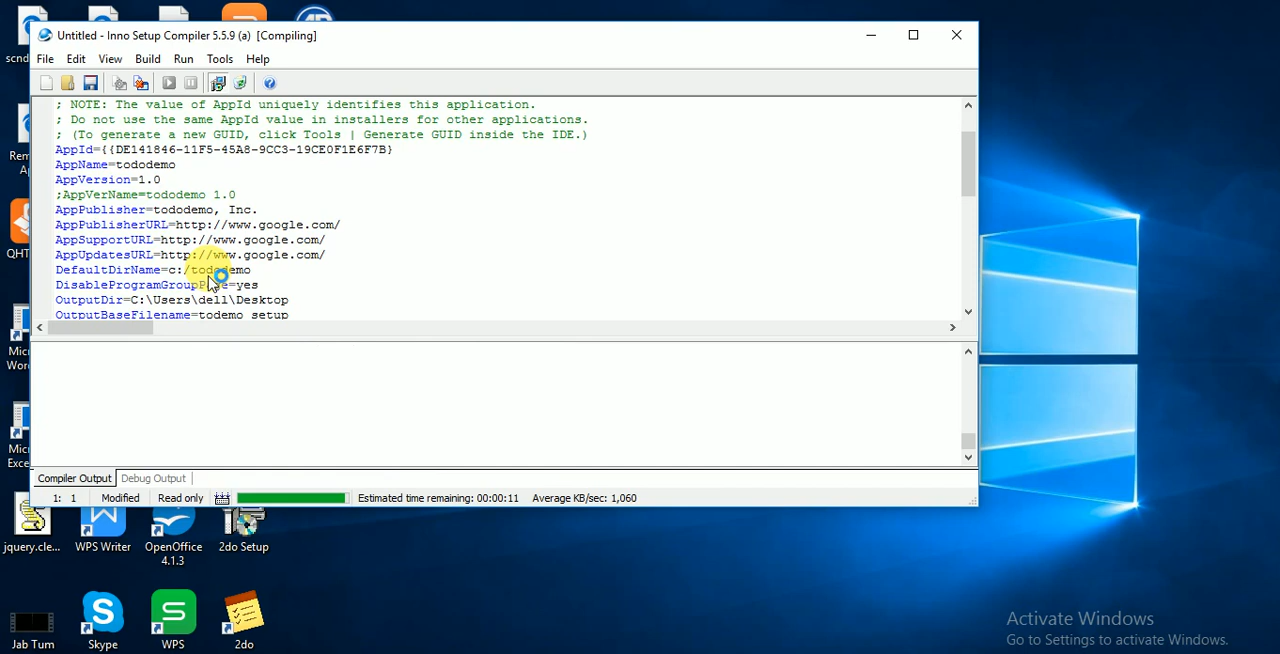 Untitled - Inno Setup Compiler 5.5.9 (a) [Compiling]
File Edit View Build Run Tools Help
; NOTE: The value of AppId uniquely identifies this application.
; Do not use the same AppId value in installers for other applications.
; (To generate a new GUID, click Tools | Generate GUID inside the IDE.)
AppId={{DE141846-11F5-45A8-9CC3-19CE0F1E6F7B}
AppName=tododemo
AppVersion=1.0
;AppVerName=tododemo 1.0
AppPublisher=tododemo, Inc.
AppPublisherURL=http://www.google.com/
AppSupportURL=http://www.google.com/
AppUpdatesURL=http://www.google.com/
DefaultDirName=c:/tododemo
DisableProgramGroupPage=yes
OutputDir=C:\Users\dell\Desktop
OutputBaseFilename=todemo setup
Compiler Output Debug Output
1: 1 Modified Read only Estimated time remaining: 00:00:11 Average KB/sec: 1,060
scnd
Rem
A
QHT
Micr
Wor
Micr
Exce
jquery.cle... WPS Writer OpenOffice 4.1.3 2do Setup
Jab Tum Skype WPS 2do
Activate Windows
Go to Settings to activate Windows.